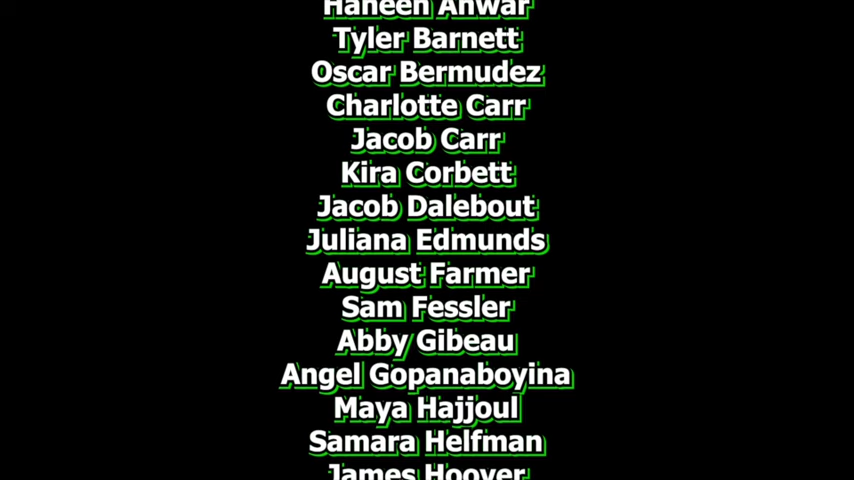 Haneen Anwar
Tyler Barnett
Oscar Bermudez
Charlotte Carr
Jacob Carr
Kira Corbett
Jacob Dalebout
Juliana Edmunds
August Farmer
Sam Fessler
Abby Gibeau
Angel Gopanaboyina
Maya Hajjoul
Samara Helfman
James Hoover